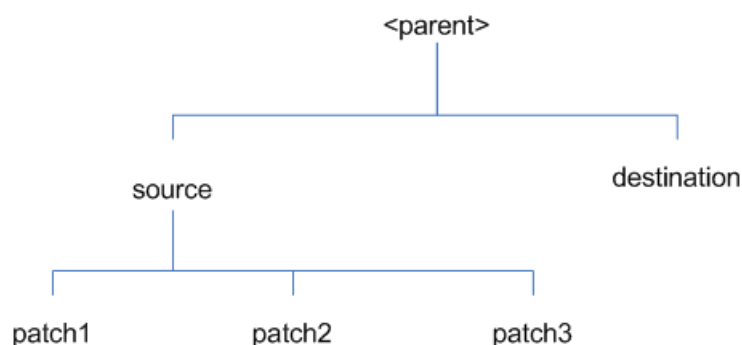 <parent>
source
destination
patch1 patch2 patch3